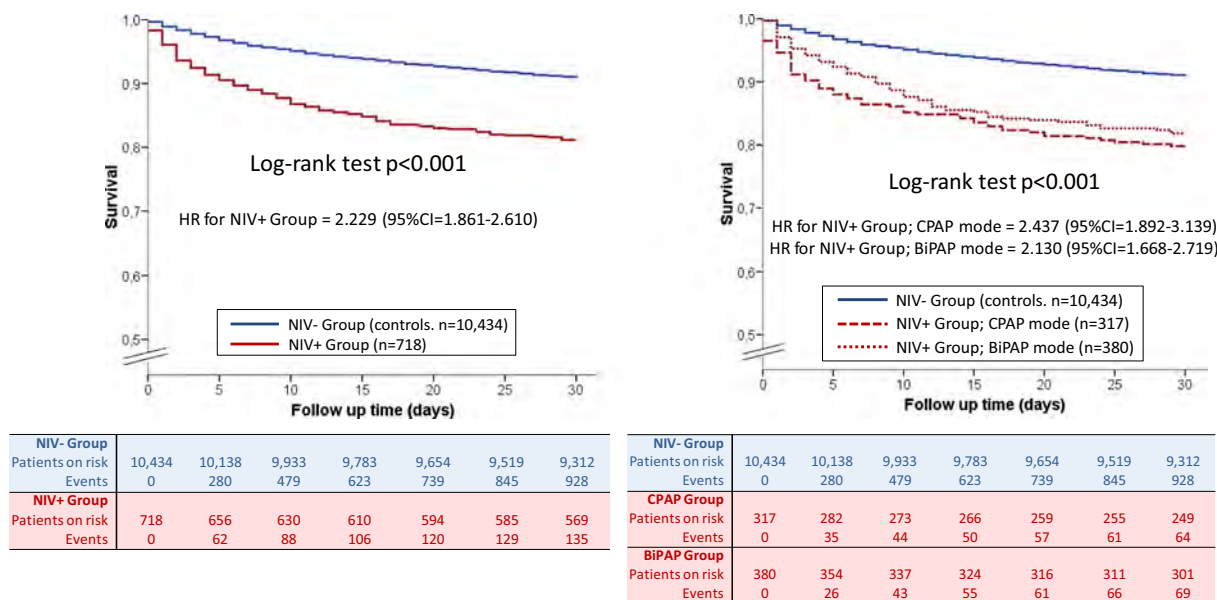 1,0
0,9
0,8
0,7
0,6
0,5
Survival
Log-rank test p<0.001
HR for NIV+ Group = 2.229 (95%CI=1.861-2.610)
NIV- Group (controls. n=10,434)
NIV+ Group (n=718)
0 5 10 15 20 25 30
Follow up time (days)
NIV- Group
Patients on risk 10,434 10,138 9,933 9,783 9,654 9,519 9,312
Events 0 280 479 623 739 845 928
NIV+ Group
Patients on risk 718 656 630 610 594 585 569
Events 0 62 88 106 120 129 135
1,0
0,9
0,8
0,7
0,6
0,5
Survival
Log-rank test p<0.001
HR for NIV+ Group; CPAP mode = 2.437 (95%CI=1.892-3.139)
HR for NIV+ Group; BiPAP mode = 2.130 (95%CI=1.668-2.719)
NIV- Group (controls. n=10,434)
NIV+ Group; CPAP mode (n=317)
NIV+ Group; BiPAP mode (n=380)
0 5 10 15 20 25 30
Follow up time (days)
NIV- Group
Patients on risk 10,434 10,138 9,933 9,783 9,654 9,519 9,312
Events 0 280 479 623 739 845 928
CPAP Group
Patients on risk 317 282 273 266 259 255 249
Events 0 35 44 50 57 61 64
BiPAP Group
Patients on risk 380 354 337 324 316 311 301
Events 0 26 43 55 61 66 69